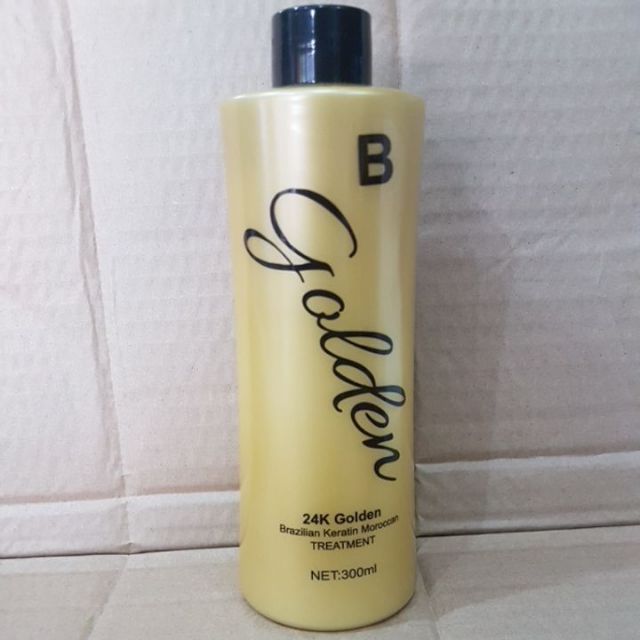 B
Golden
24K Golden
Brazilian Keratin Moroccan
TREATMENT
NET:300ml